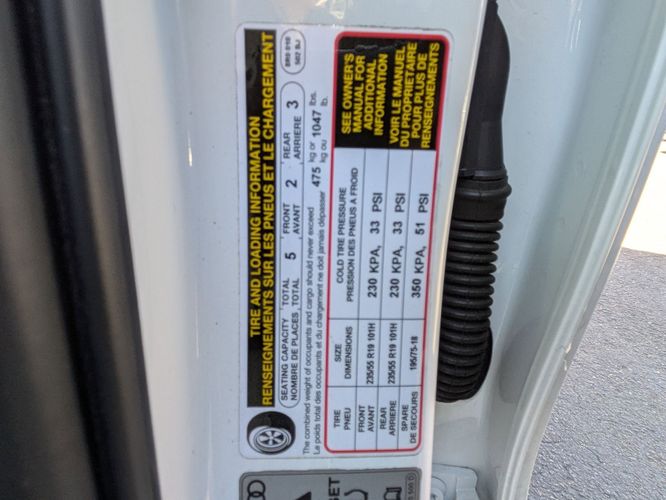 TIRE AND LOADING INFORMATION
RENSEIGNEMENTS SUR LES PNEUS ET LE CHARGEMENT
SEATING CAPACITY TOTAL 5 FRONT 2 REAR 3
NOMBRE DE PLACES TOTAL AVANT ARRIERE
The combined weight of occupants and cargo should never exceed 475 kg or 1047 lbs.
Le poids total des occupants et du chargement ne doit jamais dépasser kg ou lb.
TIRE SIZE COLD TIRE PRESSURE
PNEU DIMENSIONS PRESSION DES PNEUS A FROID
FRONT
AVANT 235/55 R19 101H 230 KPA, 33 PSI
REAR
ARRIERE 235/55 R19 101H 230 KPA, 33 PSI
SPARE
DE SECOURS 195/75-18 350 KPA, 51 PSI
SEE OWNER'S
MANUAL FOR
ADDITIONAL
INFORMATION
VOIR LE MANUEL
DU PROPRIETAIRE
POUR PLUS DE
RENSEIGNEMENTS